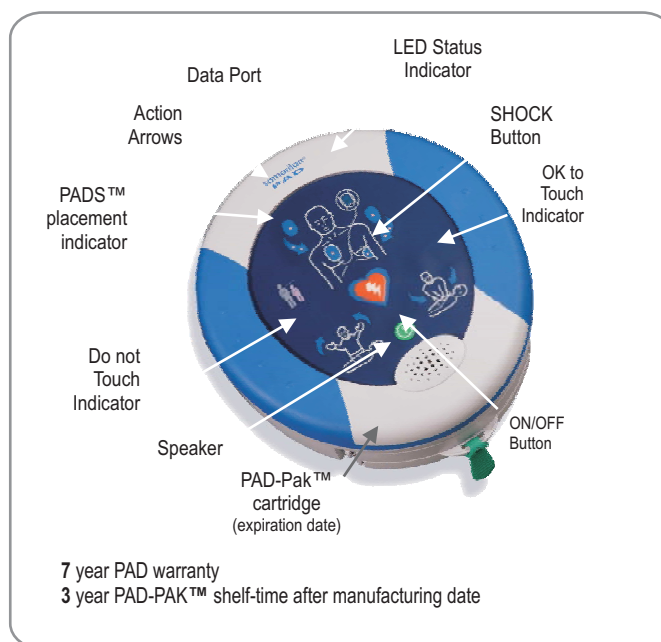 LED Status
Indicator
Data Port
Action
Arrows
SHOCK
Button
OK to
Touch
Indicator
PADS™
placement
indicator
samaritan®
PAD
Do not
Touch
Indicator
Speaker
ON/OFF
Button
PAD-Pak™
cartridge
(expiration date)
7 year PAD warranty
3 year PAD-PAK™ shelf-time after manufacturing date